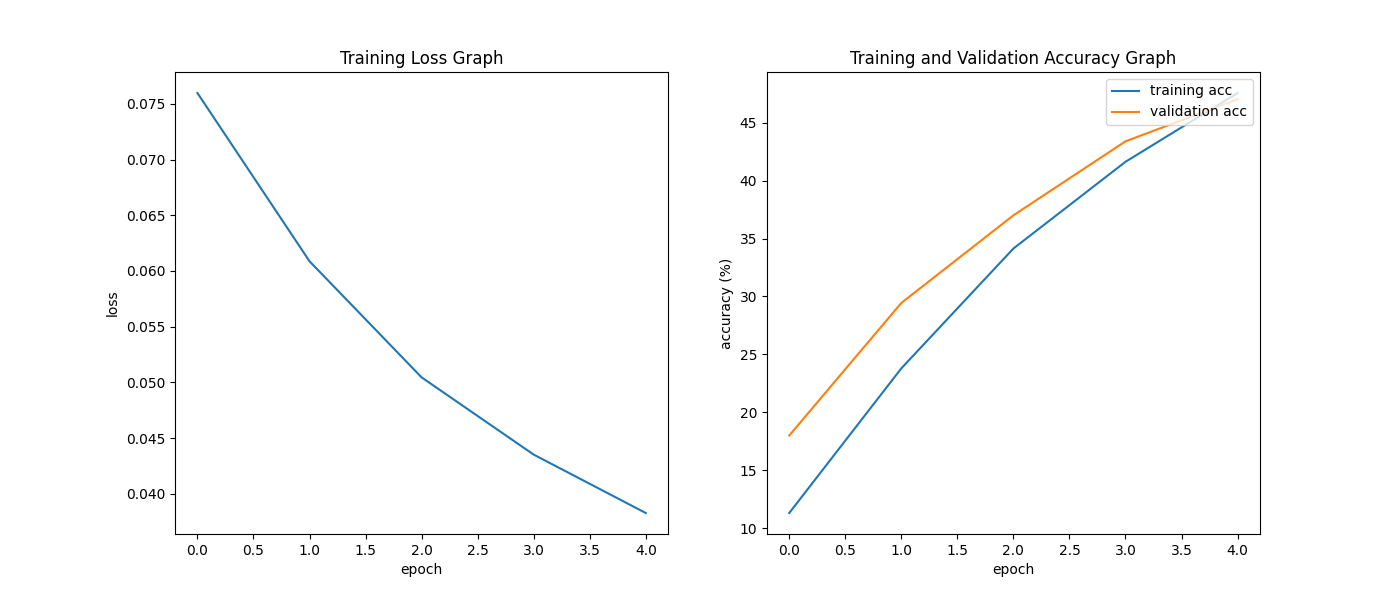 Training Loss Graph
0.075
0.070
0.065
0.060
0.055
0.050
0.045
0.040
loss
0.0 0.5 1.0 1.5 2.0 2.5 3.0 3.5 4.0
epoch
Training and Validation Accuracy Graph
training acc
validation acc
45
40
35
30
25
20
15
10
accuracy (%)
0.0 0.5 1.0 1.5 2.0 2.5 3.0 3.5 4.0
epoch